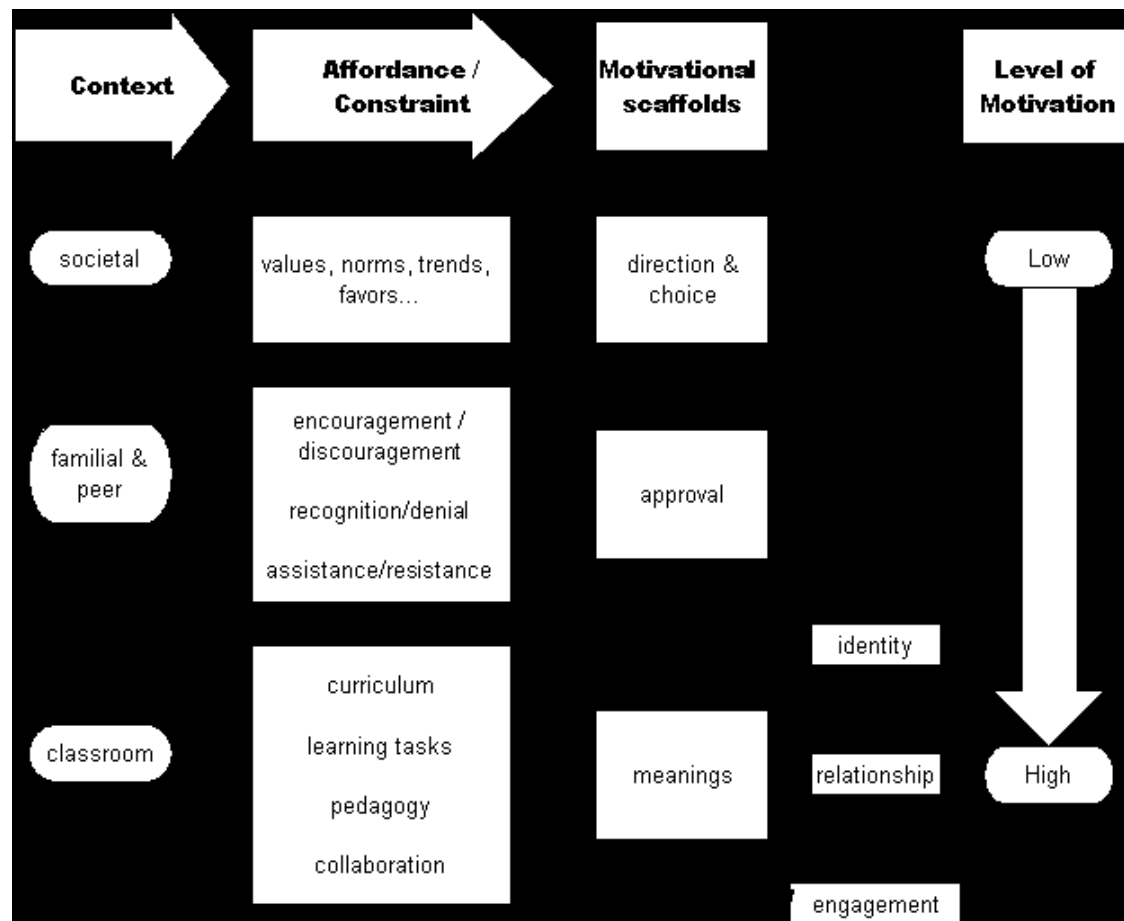 Context
Affordance /
Constraint
Motivational
scaffolds
Level of
Motivation
societal
values, norms, trends,
favors...
direction &
choice
Low
familial &
peer
encouragement /
discouragement
recognition/denial
assistance/resistance
approval
classroom
curriculum
learning tasks
pedagogy
collaboration
meanings
identity
relationship
engagement
High